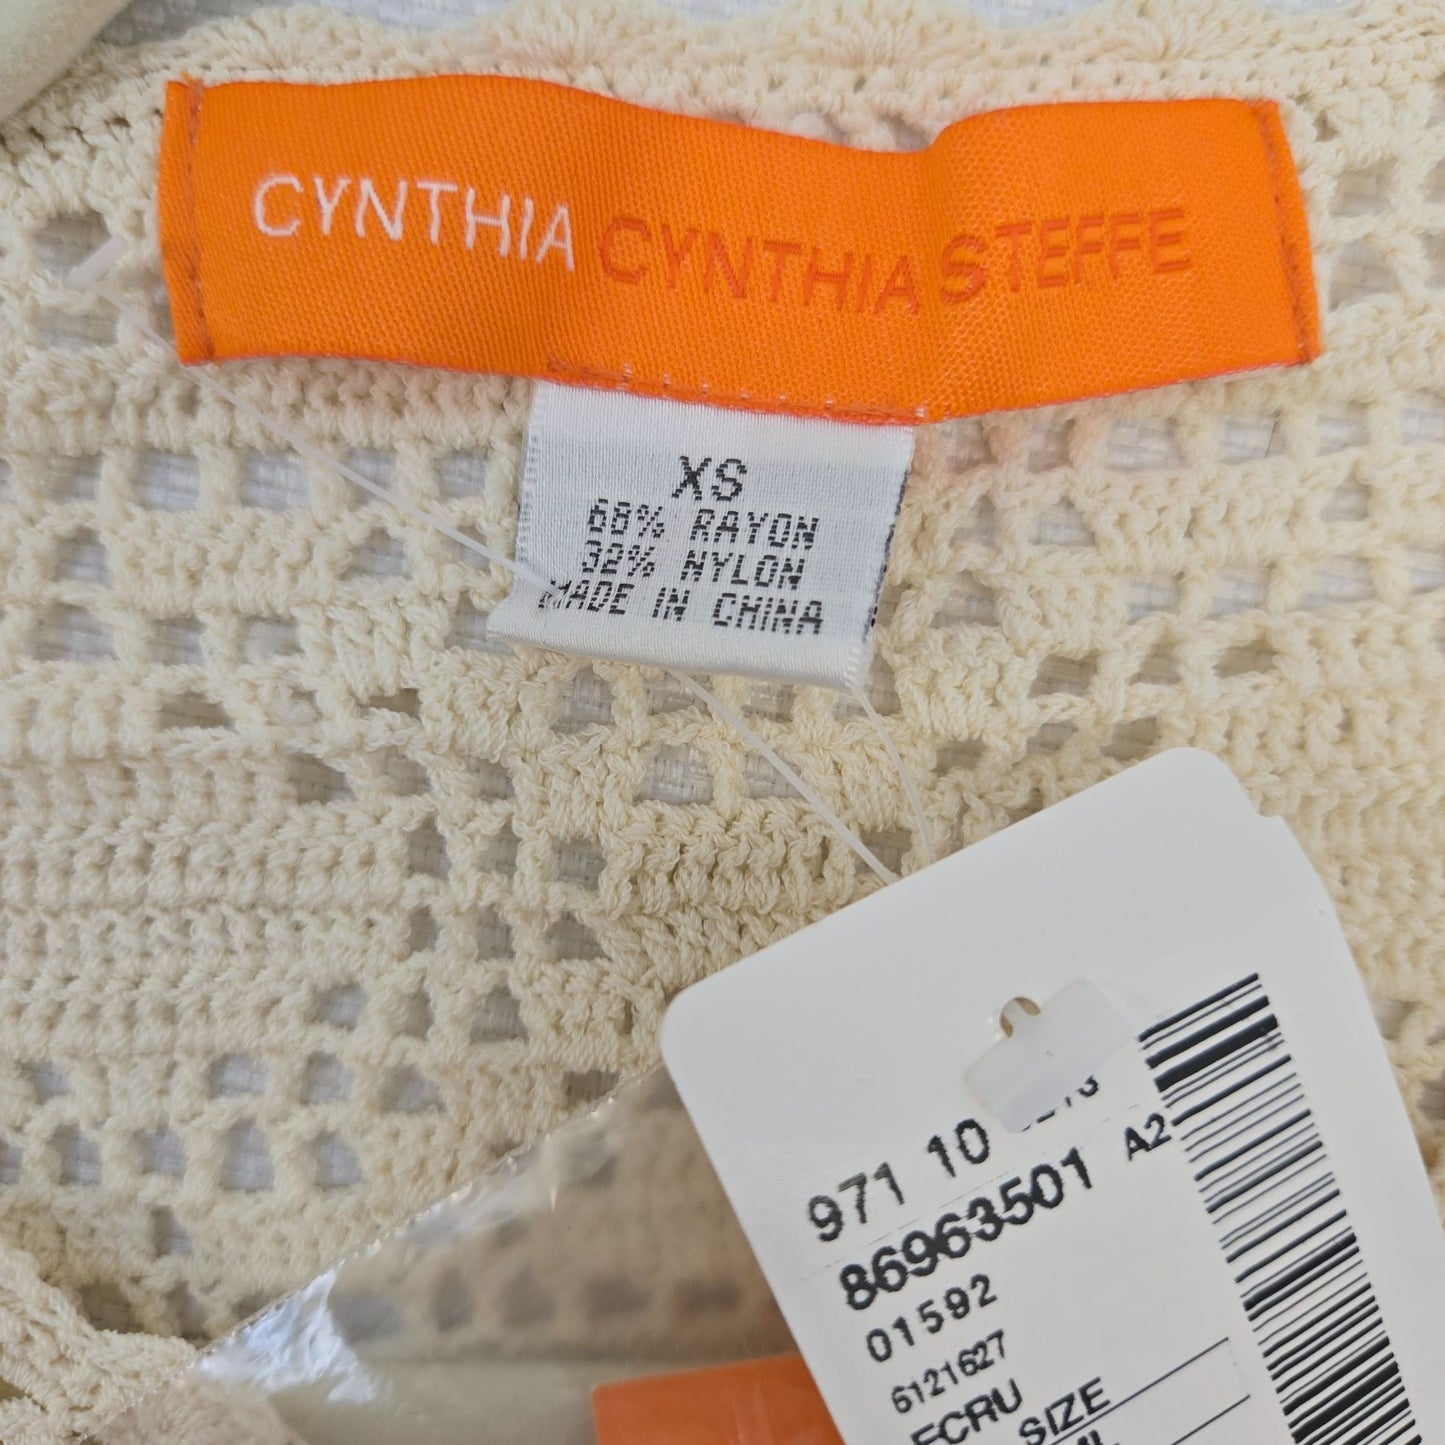 CYNTHIA CYNTHIA STEFFE
XS
68% RAYON
32% NYLON
MADE IN CHINA
971 10
86963501 A2
01592
6121627
ECRU SIZE